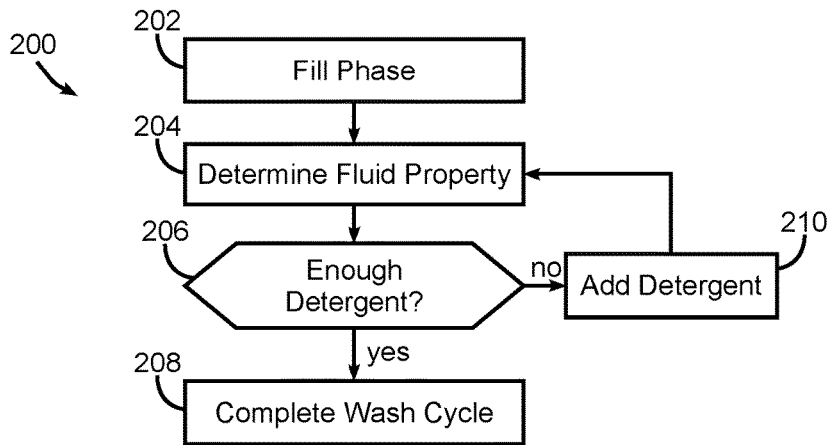 200
202
Fill Phase
204
Determine Fluid Property
206
Enough
Detergent?
no
210
Add Detergent
yes
208
Complete Wash Cycle